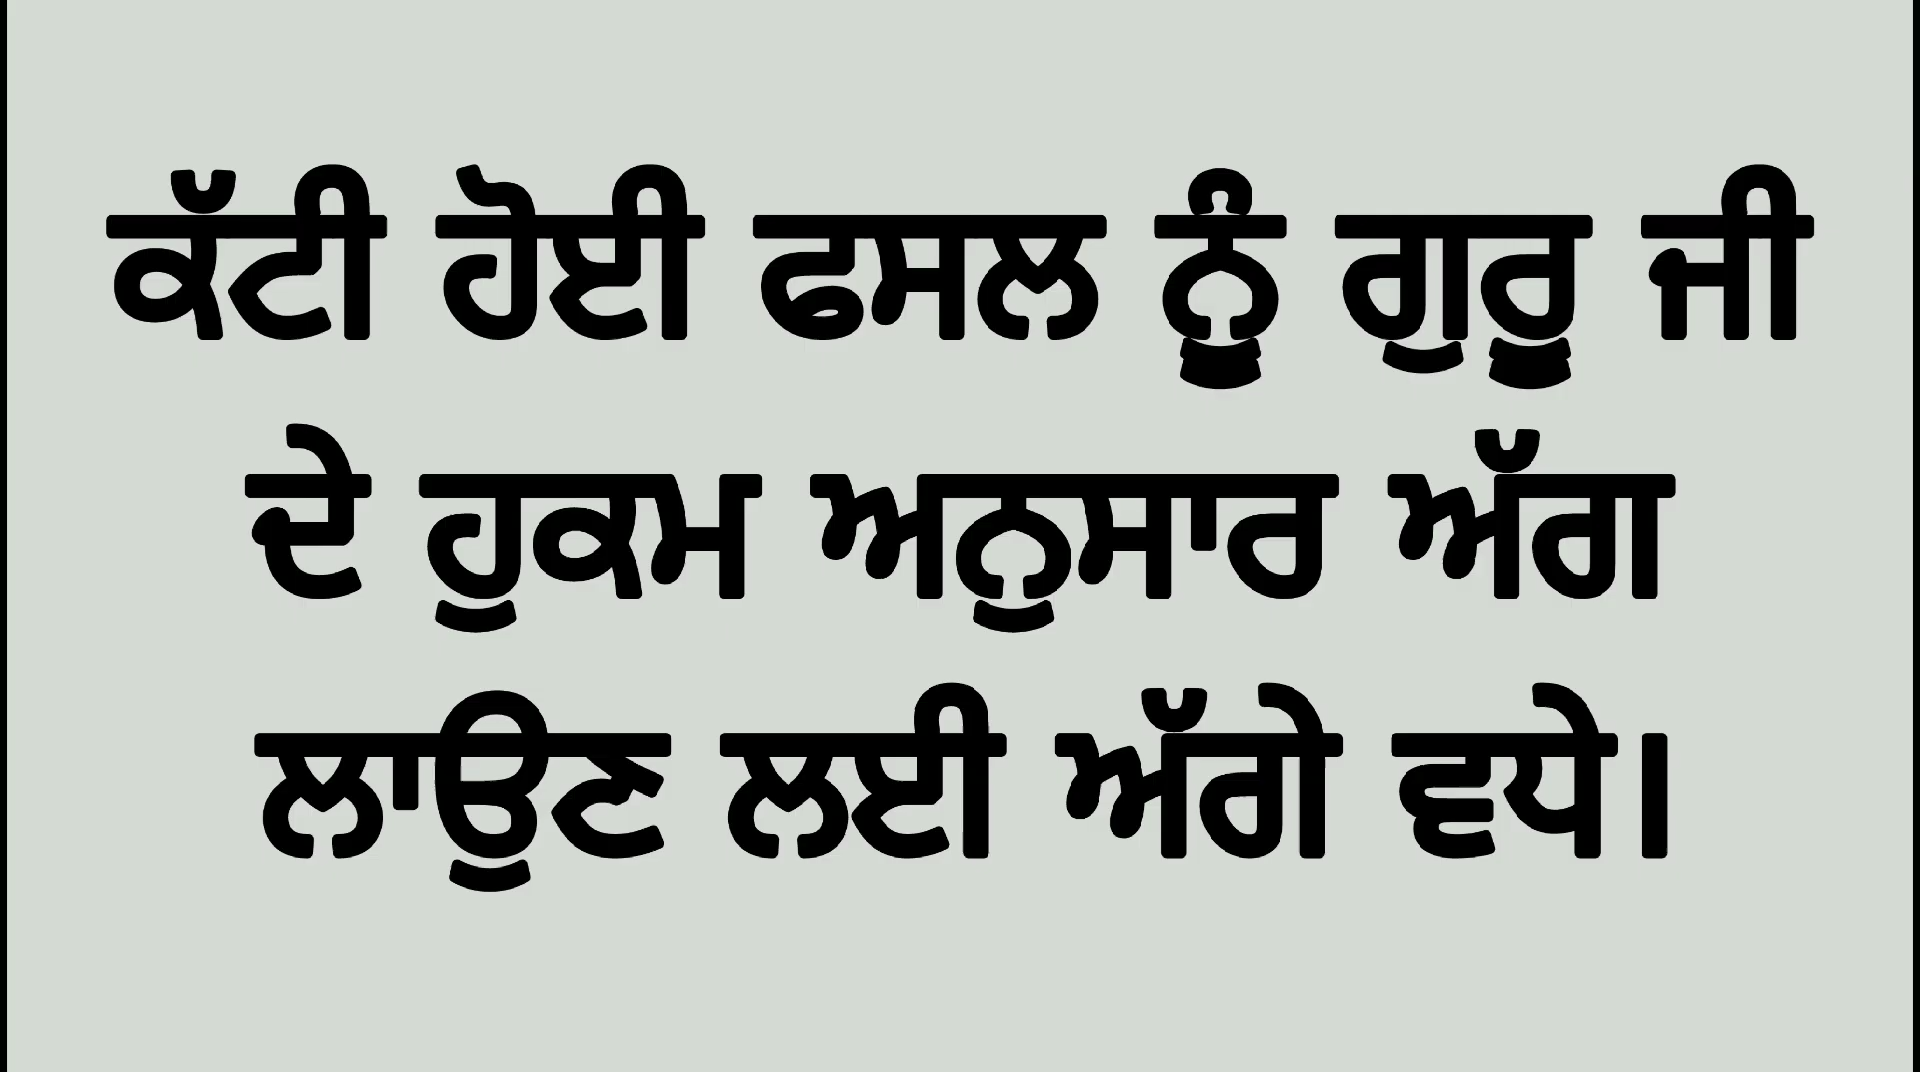 ਕੱਟੀ ਹੋਈ ਫਸਲ ਨੂੰ ਗੁਰੂ ਜੀ
ਦੇ ਹੁਕਮ ਅਨੁਸਾਰ ਅੱਗ
ਲਾਉਣ ਲਈ ਅੱਗੇ ਵਧੇ।